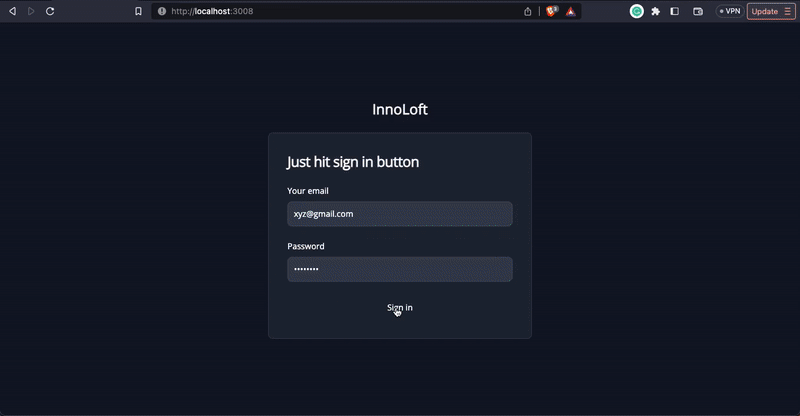 http://localhost:3008
VPN
Update
InnoLoft
Just hit sign in button
Your email
xyz@gmail.com
Password
••••••••
Sign in